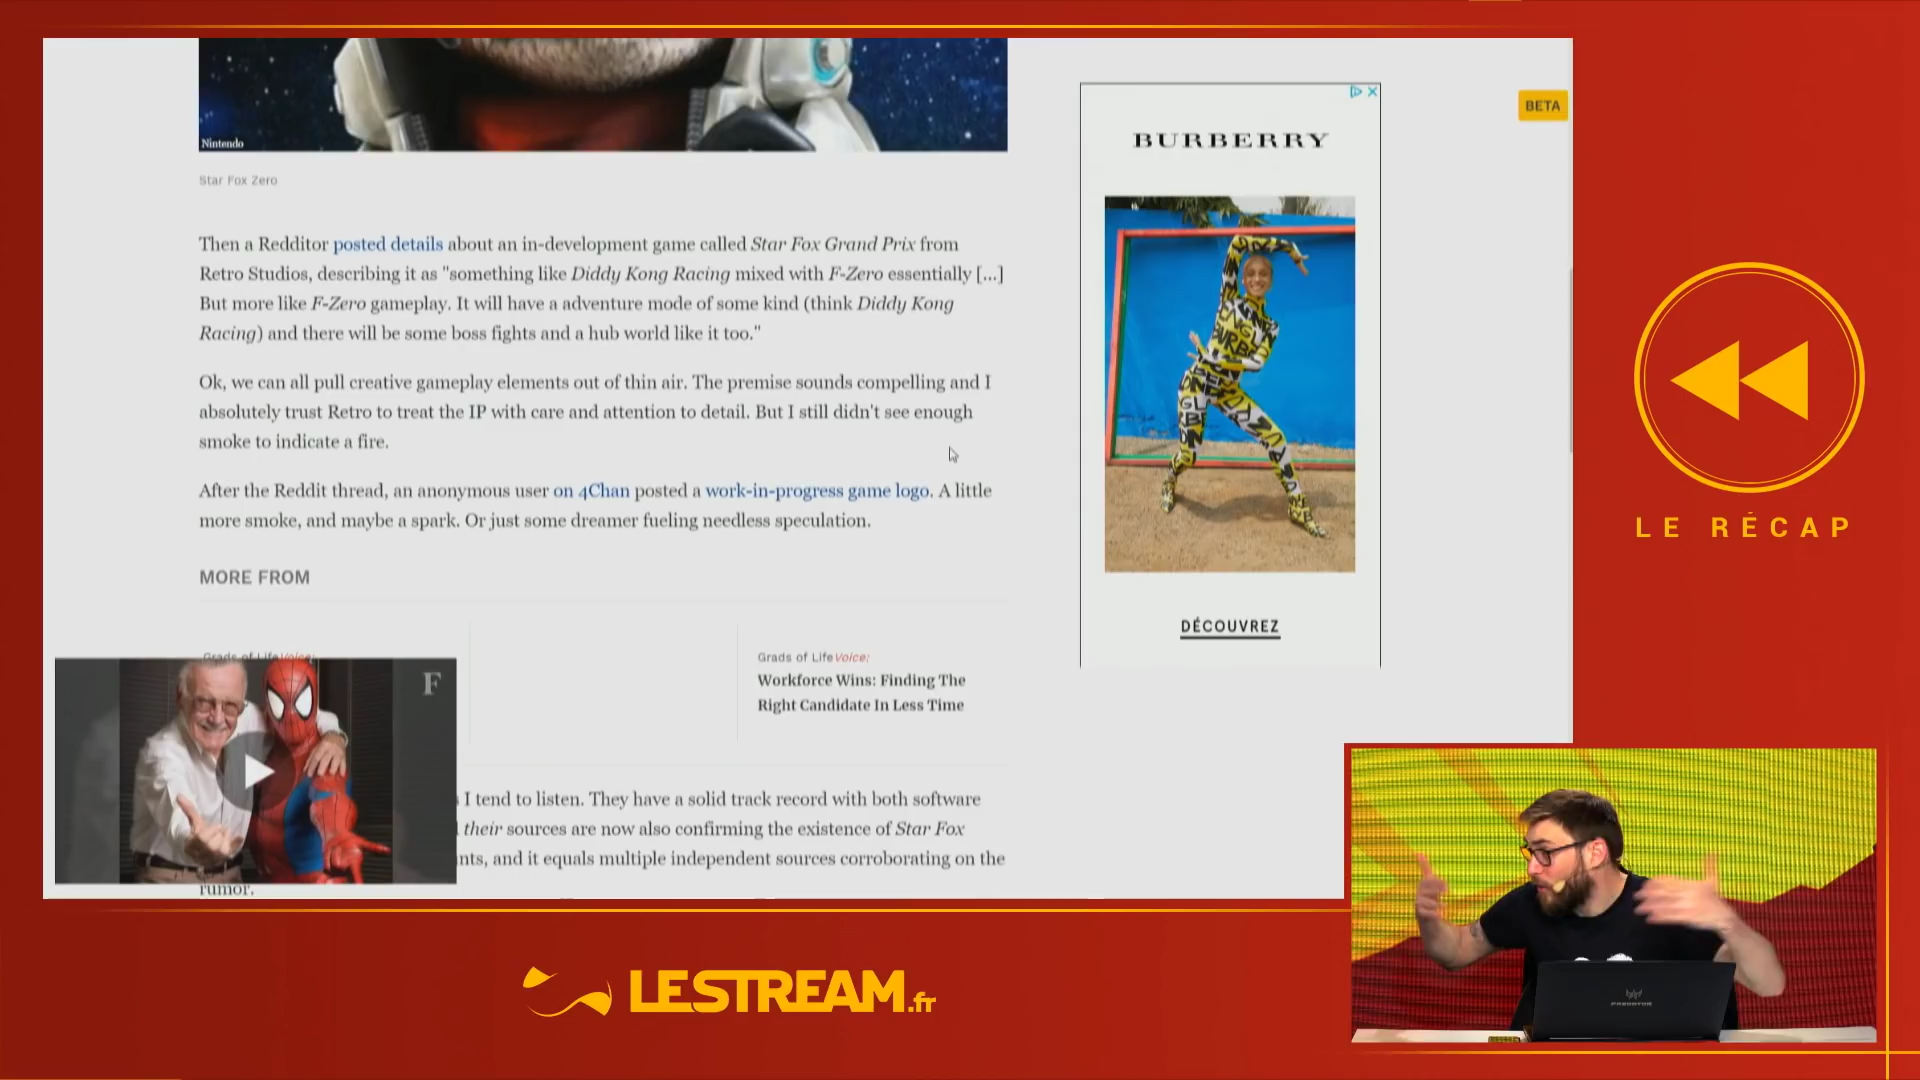 Nintendo
Star Fox Zero
Then a Redditor posted details about an in-development game called Star Fox Grand Prix from
Retro Studios, describing it as "something like Diddy Kong Racing mixed with F-Zero essentially [...]
But more like F-Zero gameplay. It will have a adventure mode of some kind (think Diddy Kong
Racing) and there will be some boss fights and a hub world like it too."
Ok, we can all pull creative gameplay elements out of thin air. The premise sounds compelling and I
absolutely trust Retro to treat the IP with care and attention to detail. But I still didn't see enough
smoke to indicate a fire.
After the Reddit thread, an anonymous user on 4Chan posted a work-in-progress game logo. A little
more smoke, and maybe a spark. Or just some dreamer fueling needless speculation.
MORE FROM
Grads of Life Voice:
Grads of Life Voice:
Workforce Wins: Finding The
Right Candidate In Less Time
F
I tend to listen. They have a solid track record with both software
their sources are now also confirming the existence of Star Fox
nts, and it equals multiple independent sources corroborating on the
rumor.
BURBERRY
DÉCOUVREZ
BETA
LE RÉCAP
LESTREAM.fr
PREDATOR